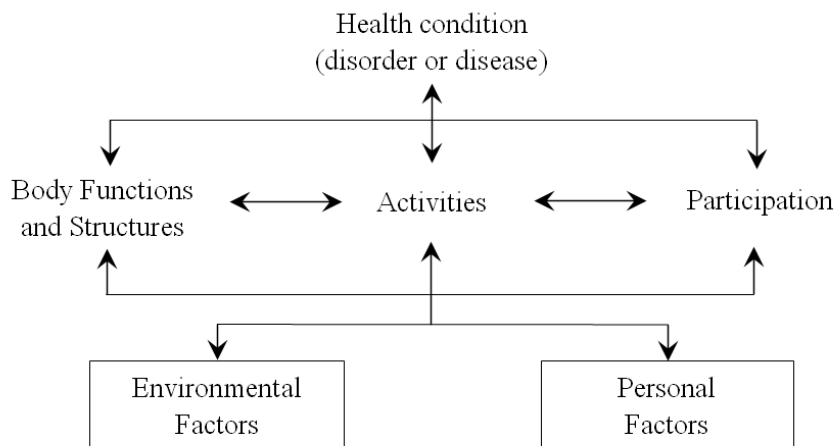 Health condition
(disorder or disease)
Body Functions
and Structures
Activities
Participation
Environmental
Factors
Personal
Factors